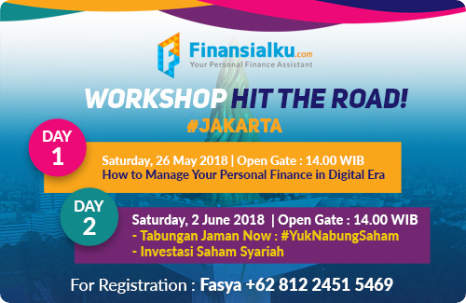 Finansialku.com
Your Personal Finance Assistant
WORKSHOP HIT THE ROAD!
#JAKARTA
DAY
1
Saturday, 26 May 2018 | Open Gate : 14.00 WIB
How to Manage Your Personal Finance in Digital Era
DAY
2
Saturday, 2 June 2018 | Open Gate : 14.00 WIB
- Tabungan Jaman Now : #YukNabungSaham
- Investasi Saham Syariah
For Registration : Fasya +62 812 2451 5469